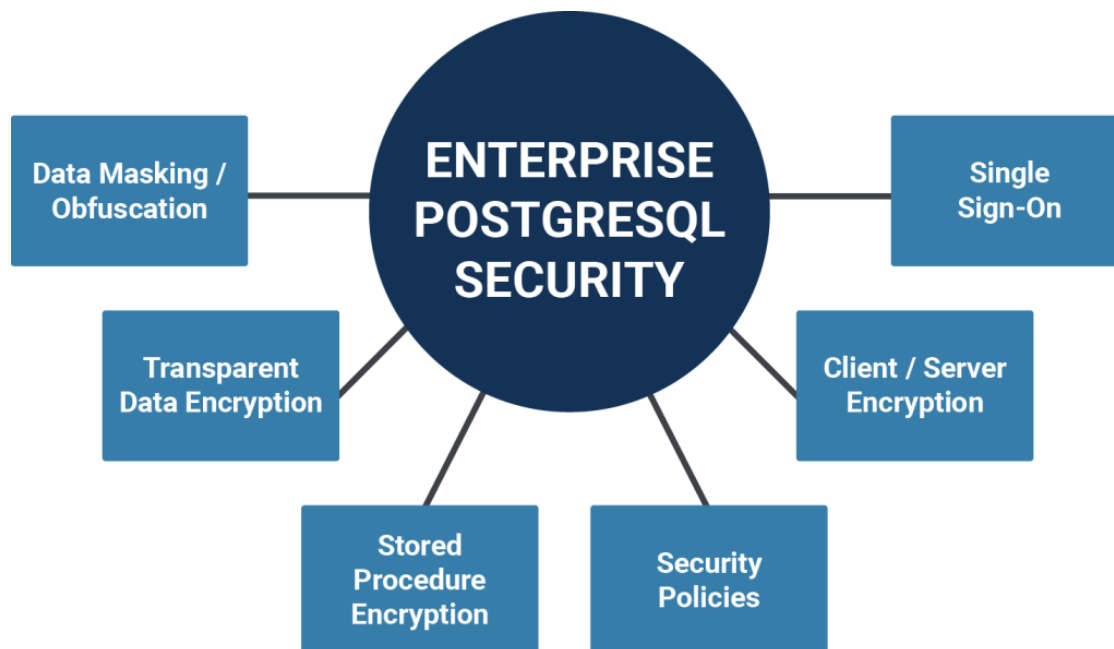 ENTERPRISE
POSTGRESQL
SECURITY
Data Masking /
Obfuscation
Transparent
Data Encryption
Stored
Procedure
Encryption
Security
Policies
Client / Server
Encryption
Single
Sign-On